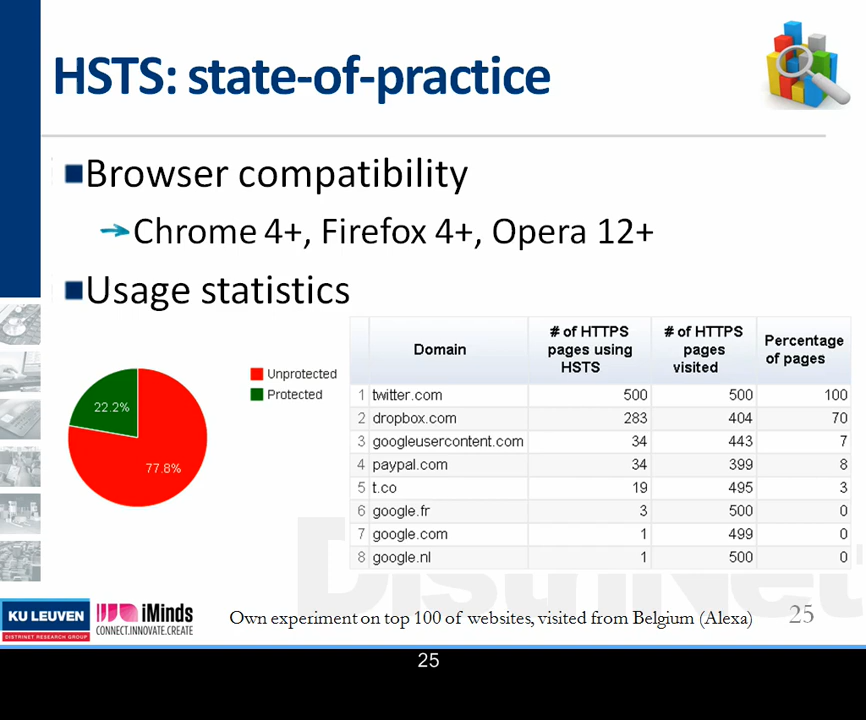 HSTS: state-of-practice
Browser compatibility
Chrome 4+, Firefox 4+, Opera 12+
Usage statistics
Unprotected
Protected
22.2%
77.8%
Domain # of HTTPS pages using HSTS # of HTTPS pages visited Percentage of pages
1 twitter.com 500 500 100
2 dropbox.com 283 404 70
3 googleusercontent.com 34 443 7
4 paypal.com 34 399 8
5 t.co 19 495 3
6 google.fr 3 500 0
7 google.com 1 499 0
8 google.nl 1 500 0
DistriNet
KU LEUVEN
DISTRINET RESEARCH GROUP
iMinds
CONNECT.INNOVATE.CREATE
Own experiment on top 100 of websites, visited from Belgium (Alexa)
25
25